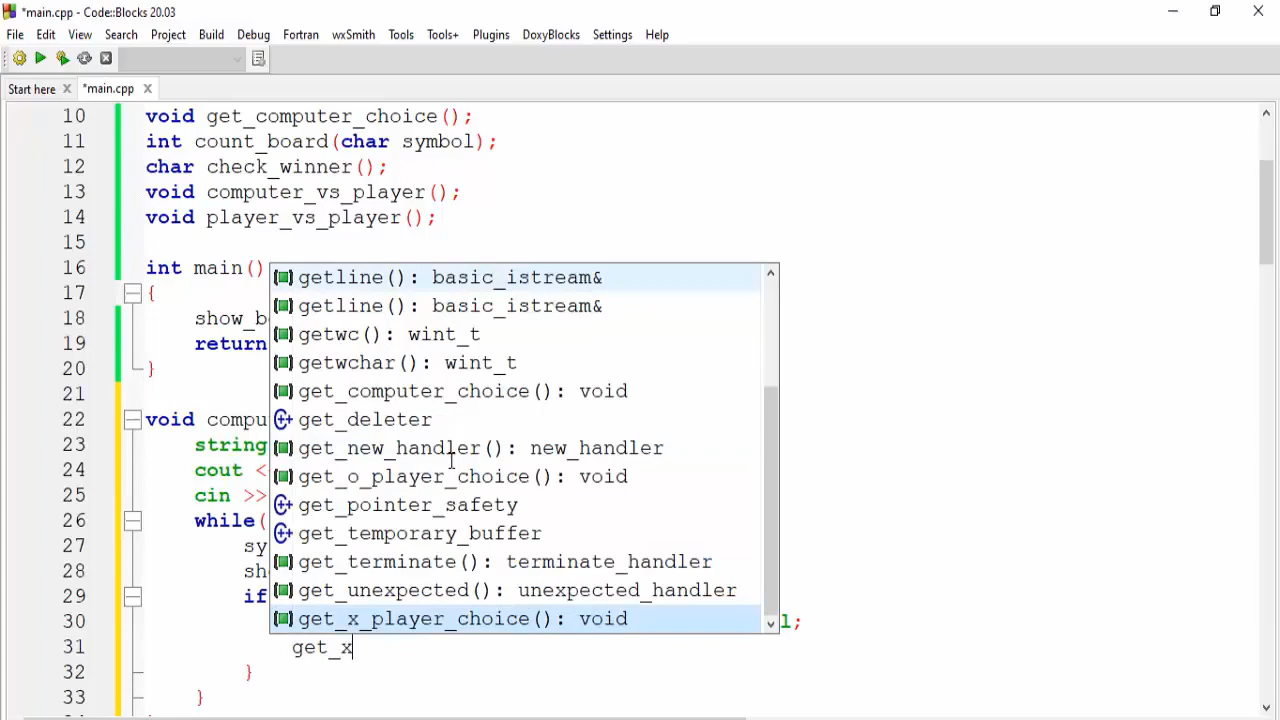 *main.cpp - Code::Blocks 20.03
File Edit View Search Project Build Debug Fortran wxSmith Tools Tools+ Plugins DoxyBlocks Settings Help
Start here *main.cpp
10 void get_computer_choice();
11 int count_board(char symbol);
12 char check_winner();
13 void computer_vs_player();
14 void player_vs_player();
15
16 int main()
17 {
18 show_b
19 return
20 }
21
22 void compu
23 string
24 cout <
25 cin >>
26 while(
27 sy
28 sh
29 if
30 l;
31 get_x
32 }
33 }
getline(): basic_istream&
getline(): basic_istream&
getwc(): wint_t
getwchar(): wint_t
get_computer_choice(): void
get_deleter
get_new_handler(): new_handler
get_o_player_choice(): void
get_pointer_safety
get_temporary_buffer
get_terminate(): terminate_handler
get_unexpected(): unexpected_handler
get_x_player_choice(): void